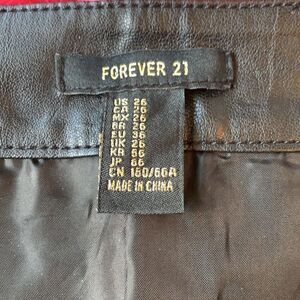 FOREVER 21
US 26
CA 26
MX 26
BR 26
EU 36
UK 26
KR 66
JP 66
CN 160/66A
MADE IN CHINA